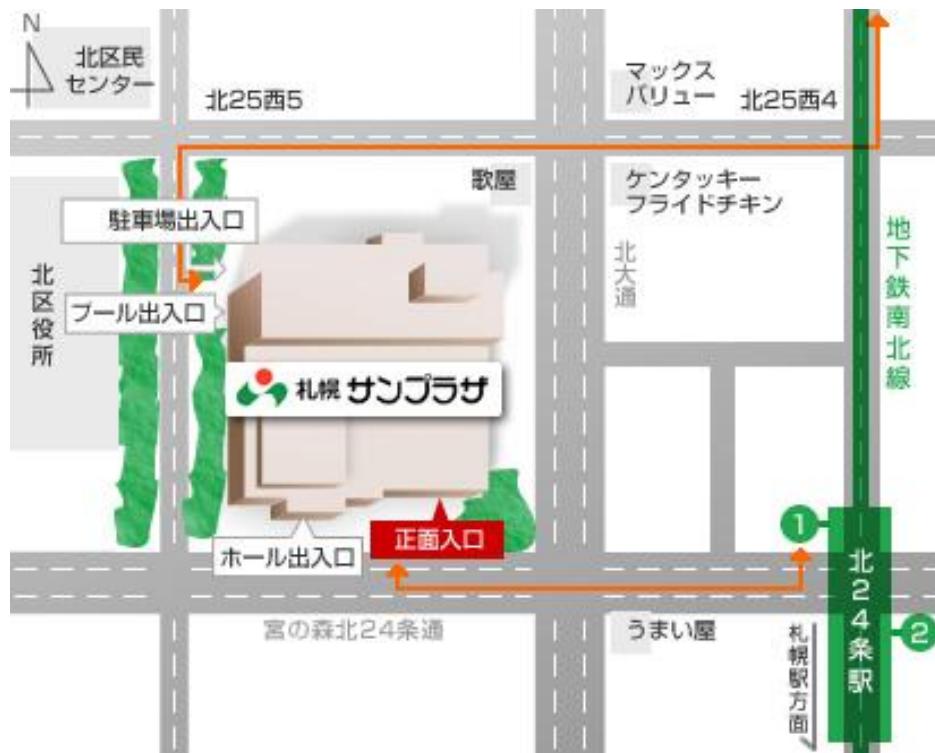 N
北区民
センター
北25西5
マックス
バリュー
北25西4
歌屋
ケンタッキー
フライドチキン
駐車場出入口
北大通
地下鉄南北線
北区役所
プール出入口
札幌 サンプラザ
正面入口
ホール出入口
1
北24条駅
宮の森北24条通
うまい屋
2
札幌駅方面